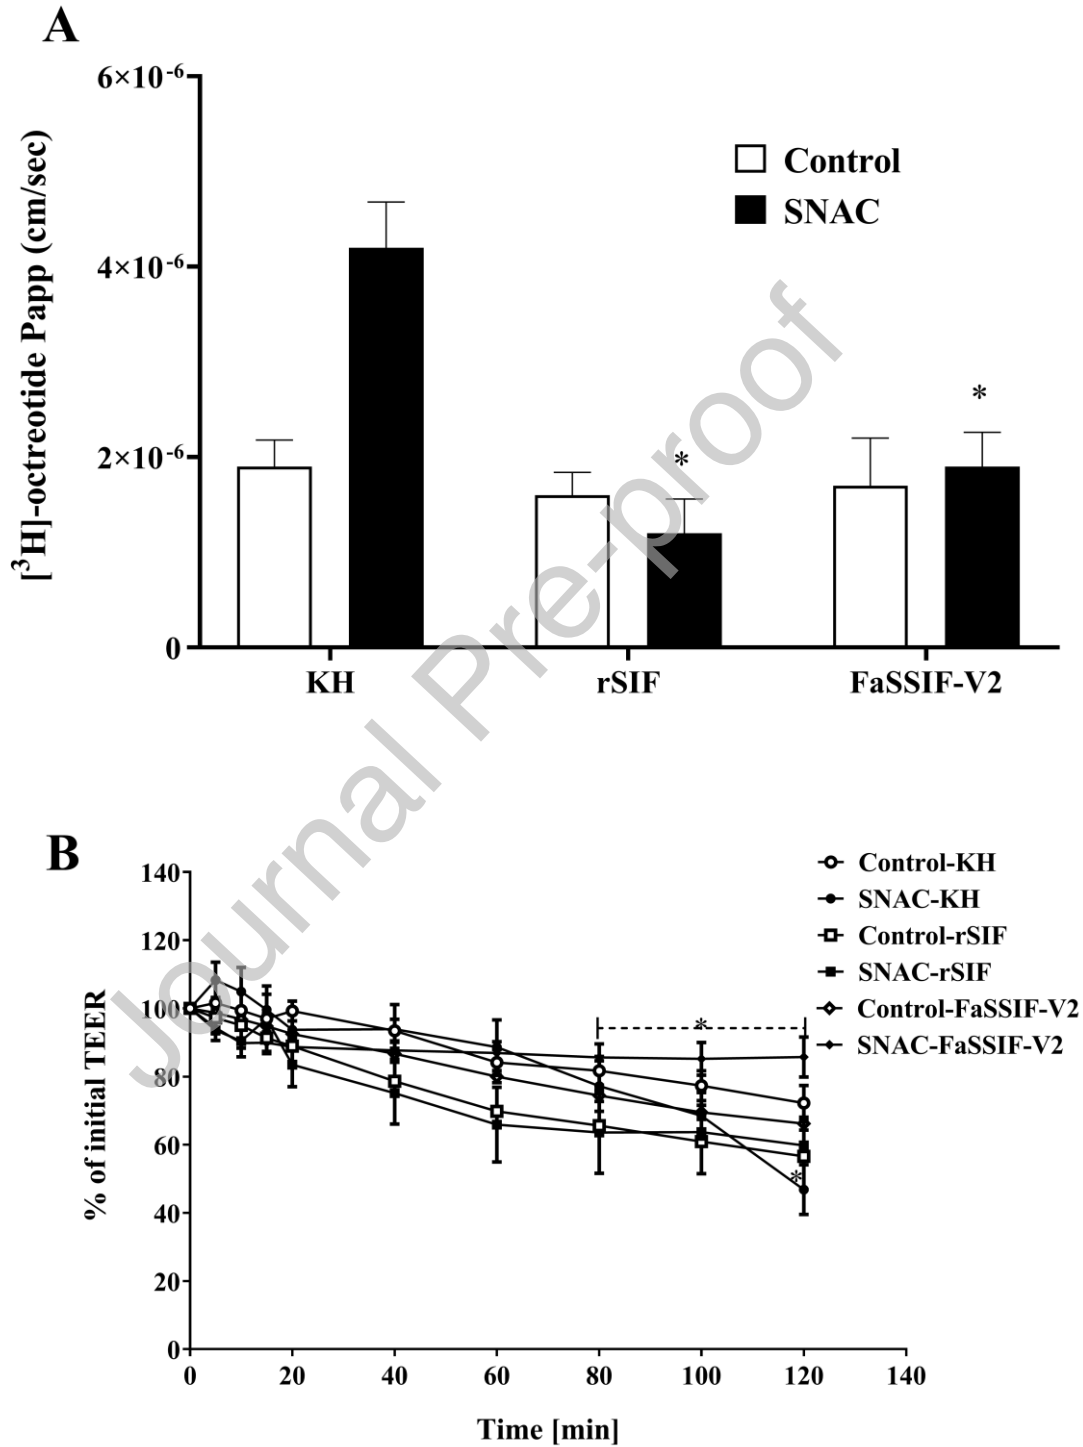 A
6×10⁻⁶
4×10⁻⁶
2×10⁻⁶
0
[³H]-octreotide Papp (cm/sec)
Control
SNAC
*
*
KH
rSIF
FaSSIF-V2
Journal Pre-proof
B
140
120
100
80
60
40
20
0
% of initial TEER
Control-KH
SNAC-KH
Control-rSIF
SNAC-rSIF
Control-FaSSIF-V2
SNAC-FaSSIF-V2
*
*
0 20 40 60 80 100 120 140
Time [min]